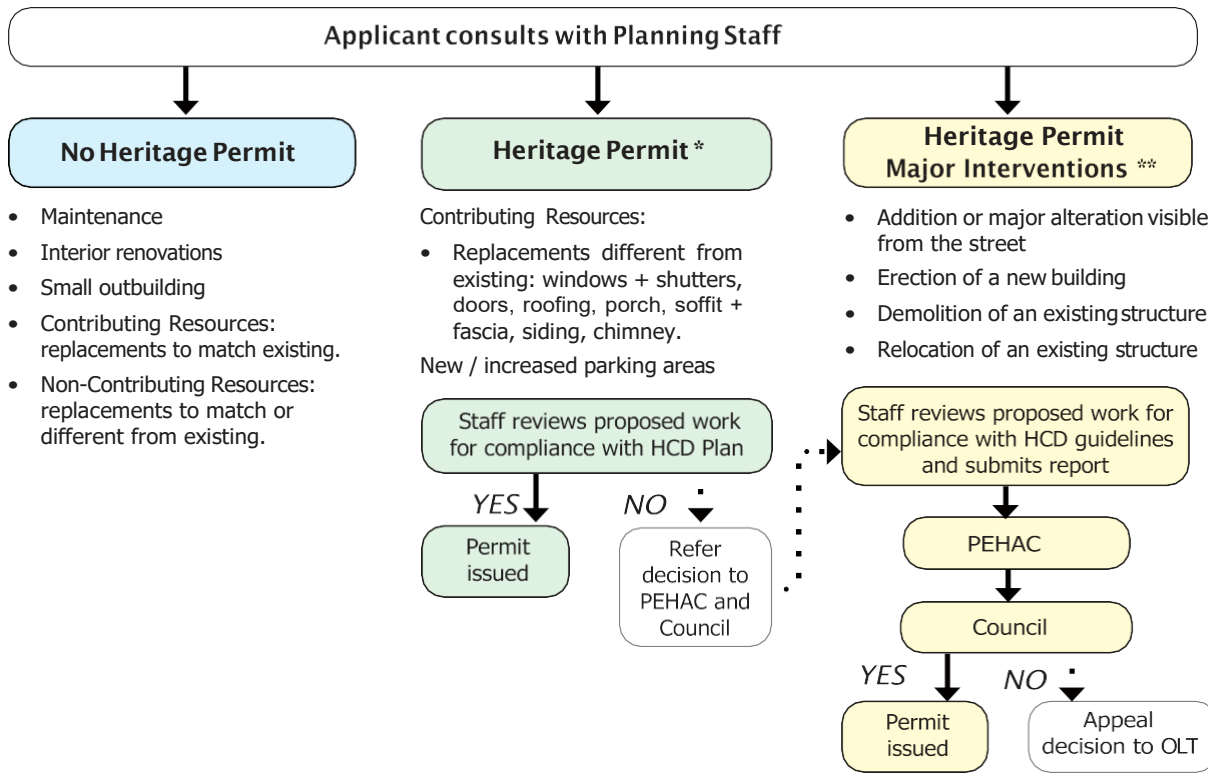 Applicant consults with Planning Staff
No Heritage Permit
• Maintenance
• Interior renovations
• Small outbuilding
• Contributing Resources:
replacements to match existing.
• Non-Contributing Resources:
replacements to match or
different from existing.
Heritage Permit *
Contributing Resources:
• Replacements different from
existing: windows + shutters,
doors, roofing, porch, soffit +
fascia, siding, chimney.
New / increased parking areas
Staff reviews proposed work
for compliance with HCD Plan
YES
NO
Permit
issued
Refer
decision to
PEHAC and
Council
Heritage Permit
Major Interventions **
• Addition or major alteration visible
from the street
• Erection of a new building
• Demolition of an existing structure
• Relocation of an existing structure
Staff reviews proposed work for
compliance with HCD guidelines
and submits report
PEHAC
Council
YES
NO
Permit
issued
Appeal
decision to OLT